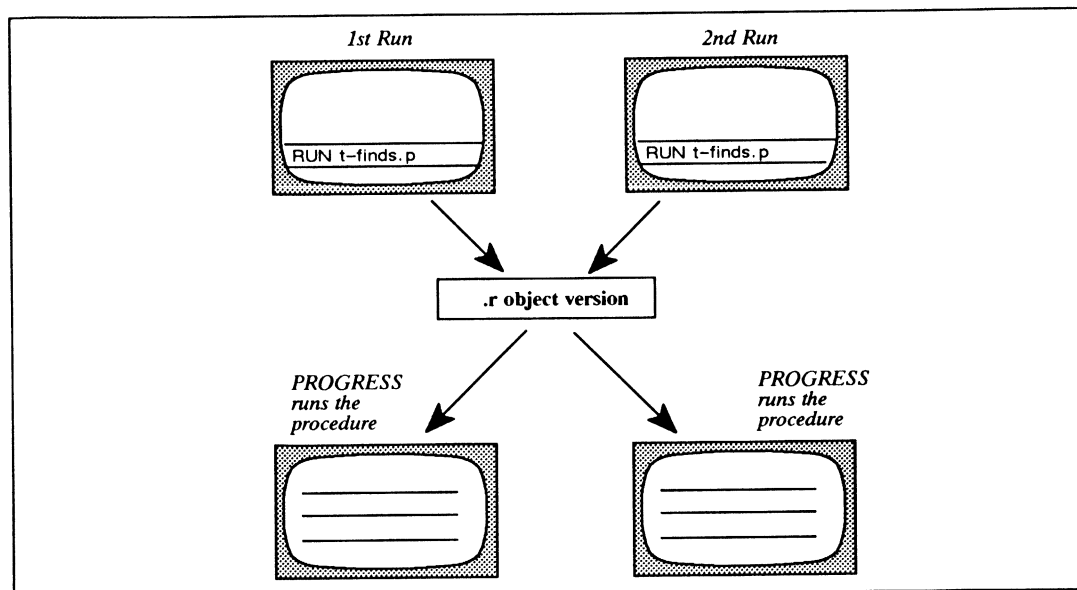 1st Run
2nd Run
RUN t-finds.p
RUN t-finds.p
.r object version
PROGRESS
runs the
procedure
PROGRESS
runs the
procedure